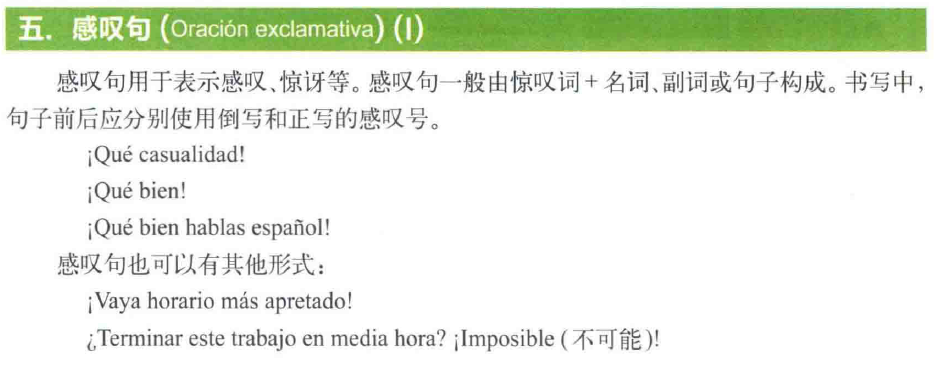 五. 感叹句 (Oración exclamativa) (I)
感叹句用于表示感叹、惊讶等。感叹句一般由惊叹词 + 名词、副词或句子构成。书写中,
句子前后应分别使用倒写和正写的感叹号。
¡Qué casualidad!
¡Qué bien!
¡Qué bien hablas español!
感叹句也可以有其他形式:
¡Vaya horario más apretado!
¿Terminar este trabajo en media hora? ¡Imposible (不可能)!